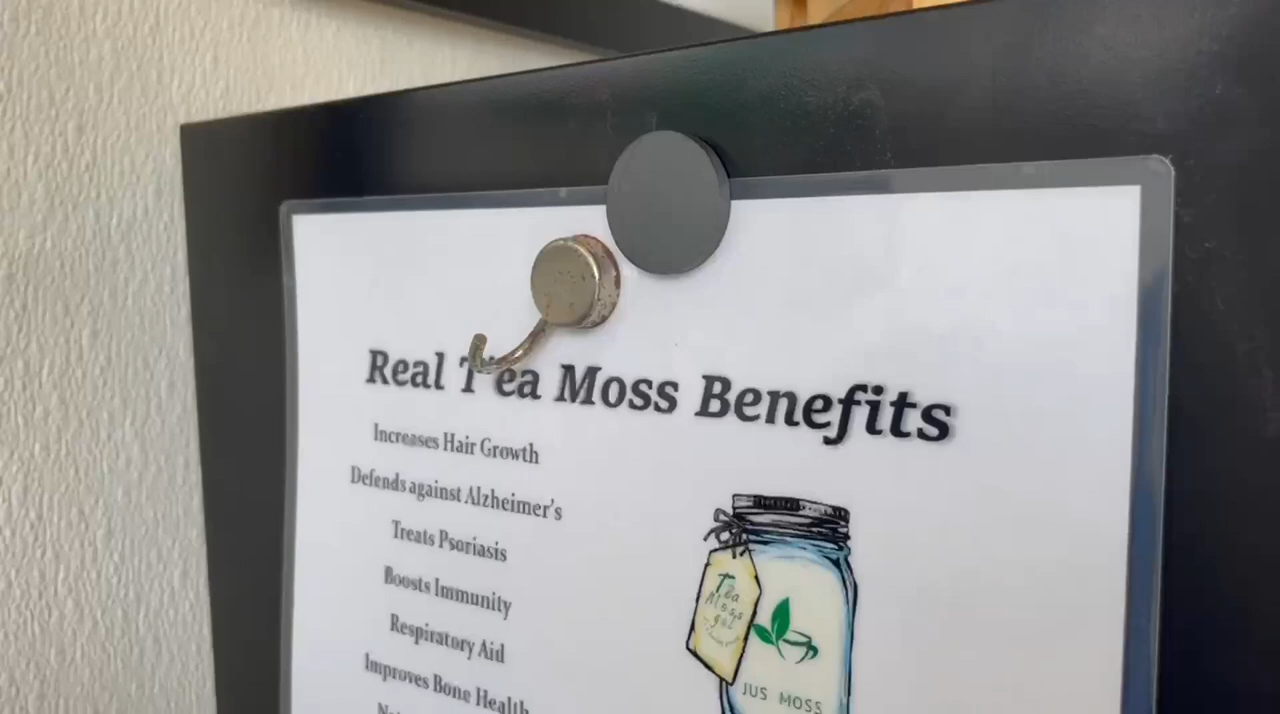 Real Tea Moss Benefits
Increases Hair Growth
Defends against Alzheimer's
Treats Psoriasis
Boosts Immunity
Respiratory Aid
Improves Bone Health
Tea
Moss
gel
JUS MOSS